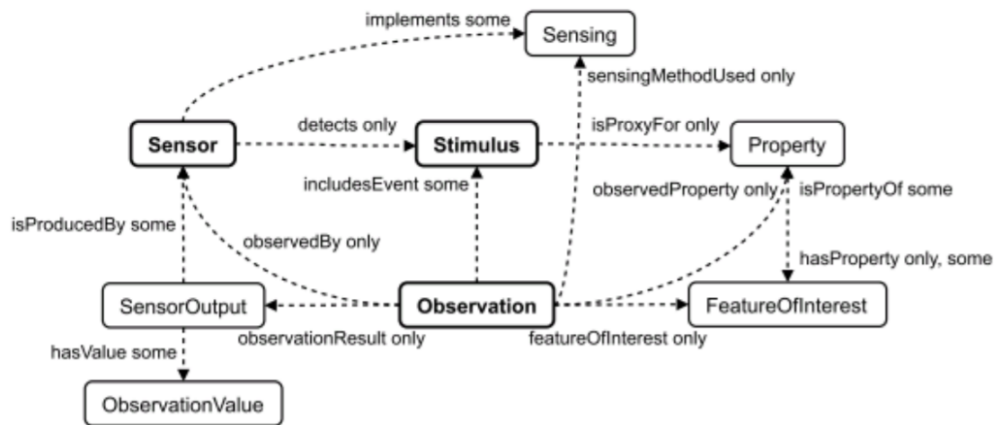 implements some
Sensing
sensingMethodUsed only
Sensor
detects only
Stimulus
isProxyFor only
Property
includesEvent some
observedProperty only
isPropertyOf some
isProducedBy some
observedBy only
hasProperty only, some
SensorOutput
Observation
FeatureOfInterest
observationResult only
featureOfInterest only
hasValue some
ObservationValue